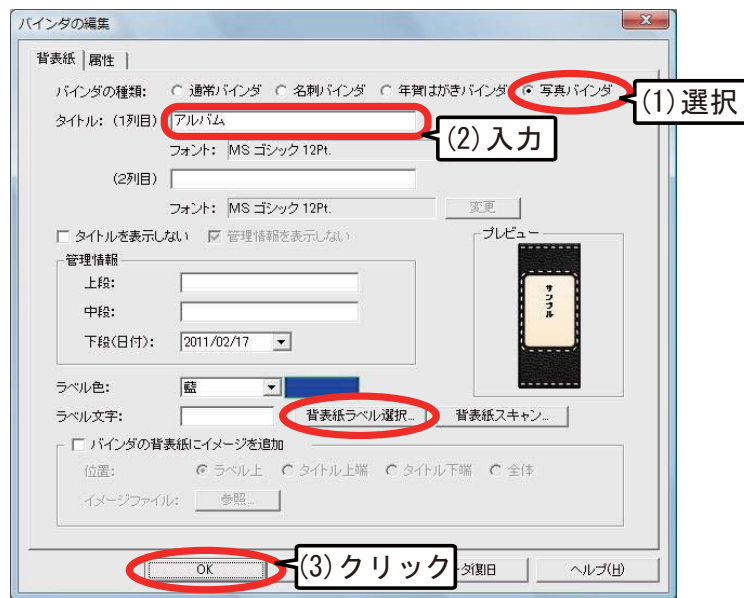 バインダの編集
背表紙 属性
バインダの種類: 通常バインダ 名刺バインダ 年賀はがきバインダ 写真バインダ
(1)選択
タイトル: (1列目) アルバム
(2)入力
フォント: MS ゴシック 12Pt.
(2列目)
フォント: MS ゴシック 12Pt. 変更
タイトルを表示しない 管理情報を表示しない
プレビュー
サンプル
管理情報
上段:
中段:
下段(日付): 2011/02/17
ラベル色: 藍
ラベル文字: 背表紙ラベル選択... 背表紙スキャン...
バインダの背表紙にイメージを追加
位置: ラベル上 タイトル上端 タイトル下端 全体
イメージファイル: 参照...
OK (3)クリック タ復旧 ヘルプ(H)